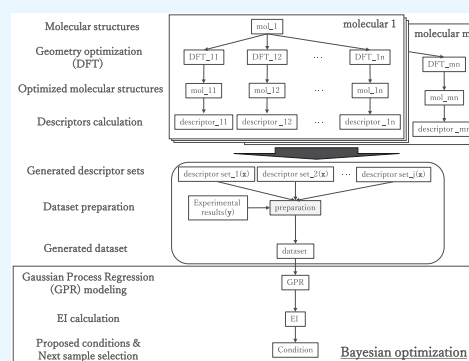 Molecular structures
mol_1
molecular 1
molecular m
Geometry optimization
(DFT)
DFT_11 DFT_12 ... DFT_1n
DFT_mn
Optimized molecular structures
mol_11 mol_12 ... mol_1n
mol_mn
Descriptors calculation
descriptor_11 descriptor_12 ... descriptor_1n
descriptor_mn
Generated descriptor sets
descriptor set_1(x) descriptor set_2(x) ... descriptor set_j(x)
Dataset preparation
Experimental
results(y)
preparation
Generated dataset
dataset
Gaussian Process Regression
(GPR) modeling
GPR
EI calculation
EI
Proposed conditions &
Next sample selection
Condition
Bayesian optimization